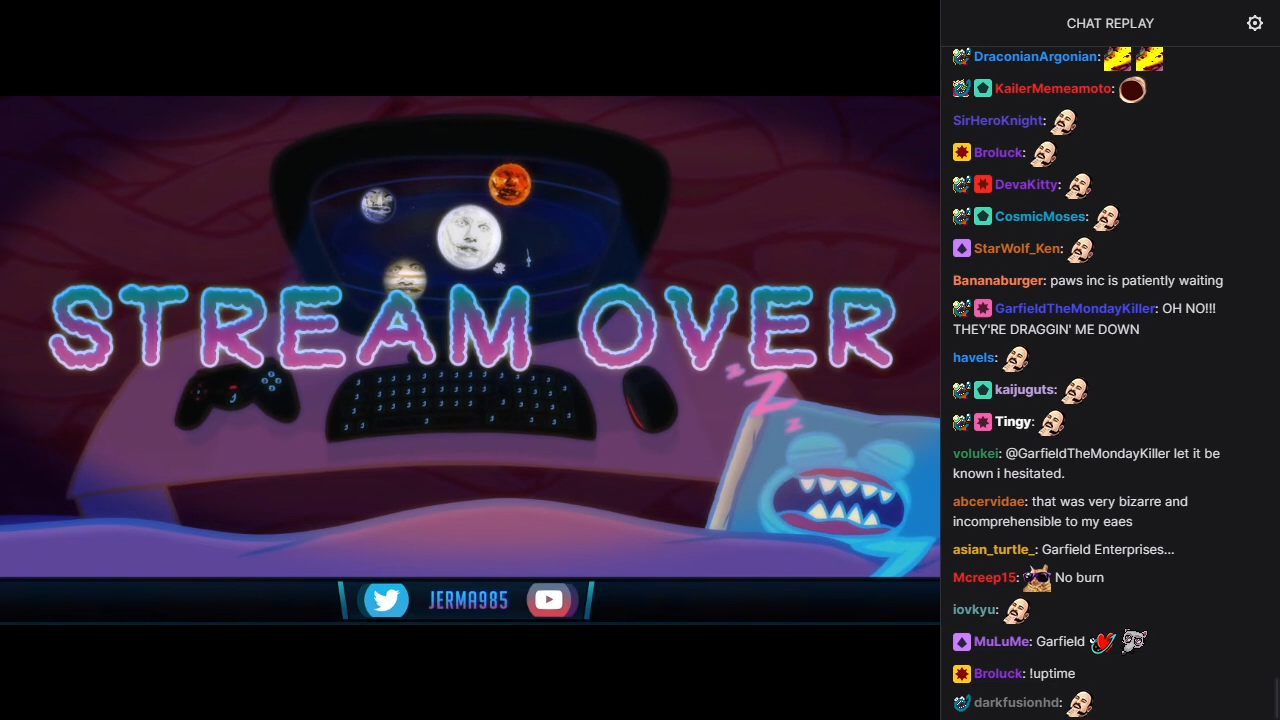 CHAT REPLAY
DraconianArgonian:
KailerMemeamoto:
SirHeroKnight:
Broluck:
DevaKitty:
CosmicMoses:
StarWolf_Ken:
Bananaburger: paws inc is patiently waiting
GarfieldTheMondayKiller: OH NO!!!
THEY'RE DRAGGIN' ME DOWN
havels:
kaijuguts:
Tingy:
volukei: @GarfieldTheMondayKiller let it be
known i hesitated.
abcervidae: that was very bizarre and
incomprehensible to my eaes
asian_turtle_: Garfield Enterprises...
Mcreep15: No burn
iovkyu:
MuLuMe: Garfield
Broluck: !uptime
darkfusionhd:
STREAM OVER
z
Z
z
JERMA985